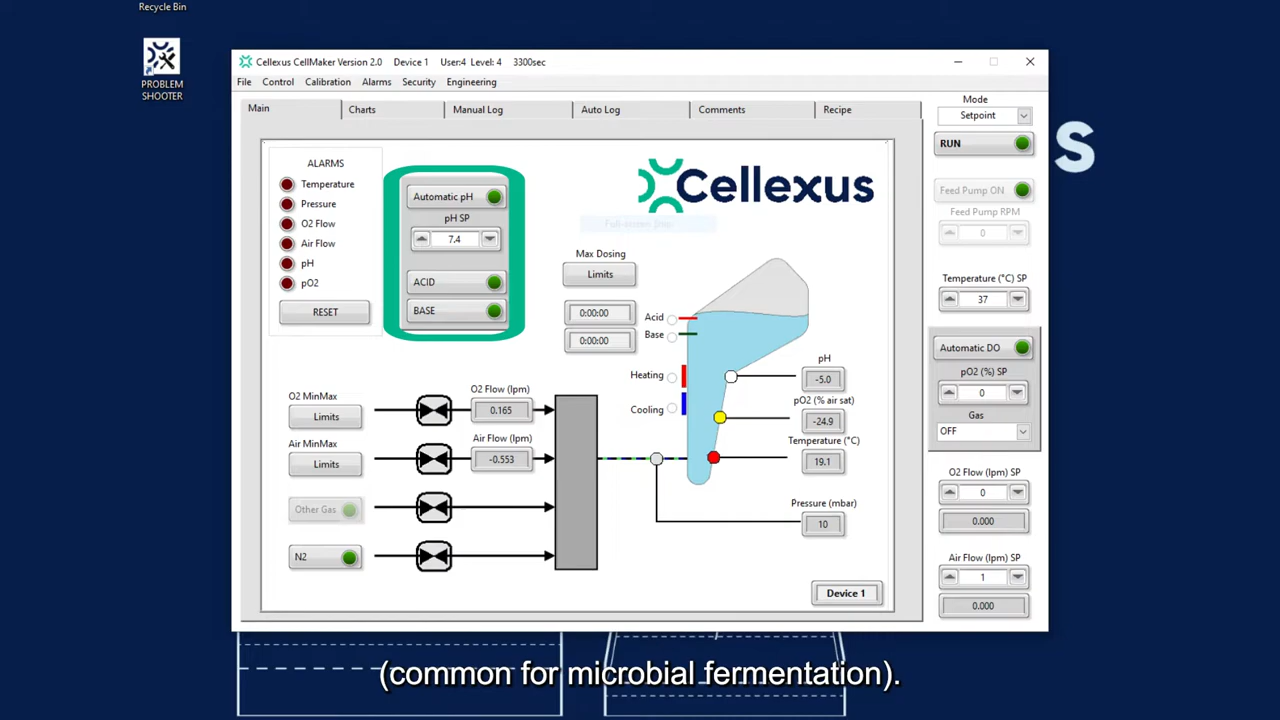 Recycle Bin
PROBLEM
SHOOTER
Cellexus CellMaker Version 2.0 Device 1 User:4 Level: 4 3300sec
File Control Calibration Alarms Security Engineering
Main Charts Manual Log Auto Log Comments Recipe
Mode
Setpoint
RUN
S
ALARMS
Temperature
Pressure
O2 Flow
Air Flow
pH
pO2
RESET
Automatic pH
pH SP
7.4
ACID
BASE
Cellexus
Feed Pump ON
Feed Pump RPM
0
Max Dosing
Limits
0:00:00
0:00:00
Acid
Base
Heating
Cooling
Temperature (°C) SP
37
Automatic DO
pO2 (%) SP
0
Gas
OFF
pH
-5.0
pO2 (% air sat)
-24.9
Temperature (°C)
19.1
Pressure (mbar)
10
O2 MinMax
Limits
O2 Flow (lpm)
0.165
Air MinMax
Limits
Air Flow (lpm)
-0.553
Other Gas
N2
O2 Flow (lpm) SP
0
0.000
Air Flow (lpm) SP
1
0.000
Device 1
(common for microbial fermentation).